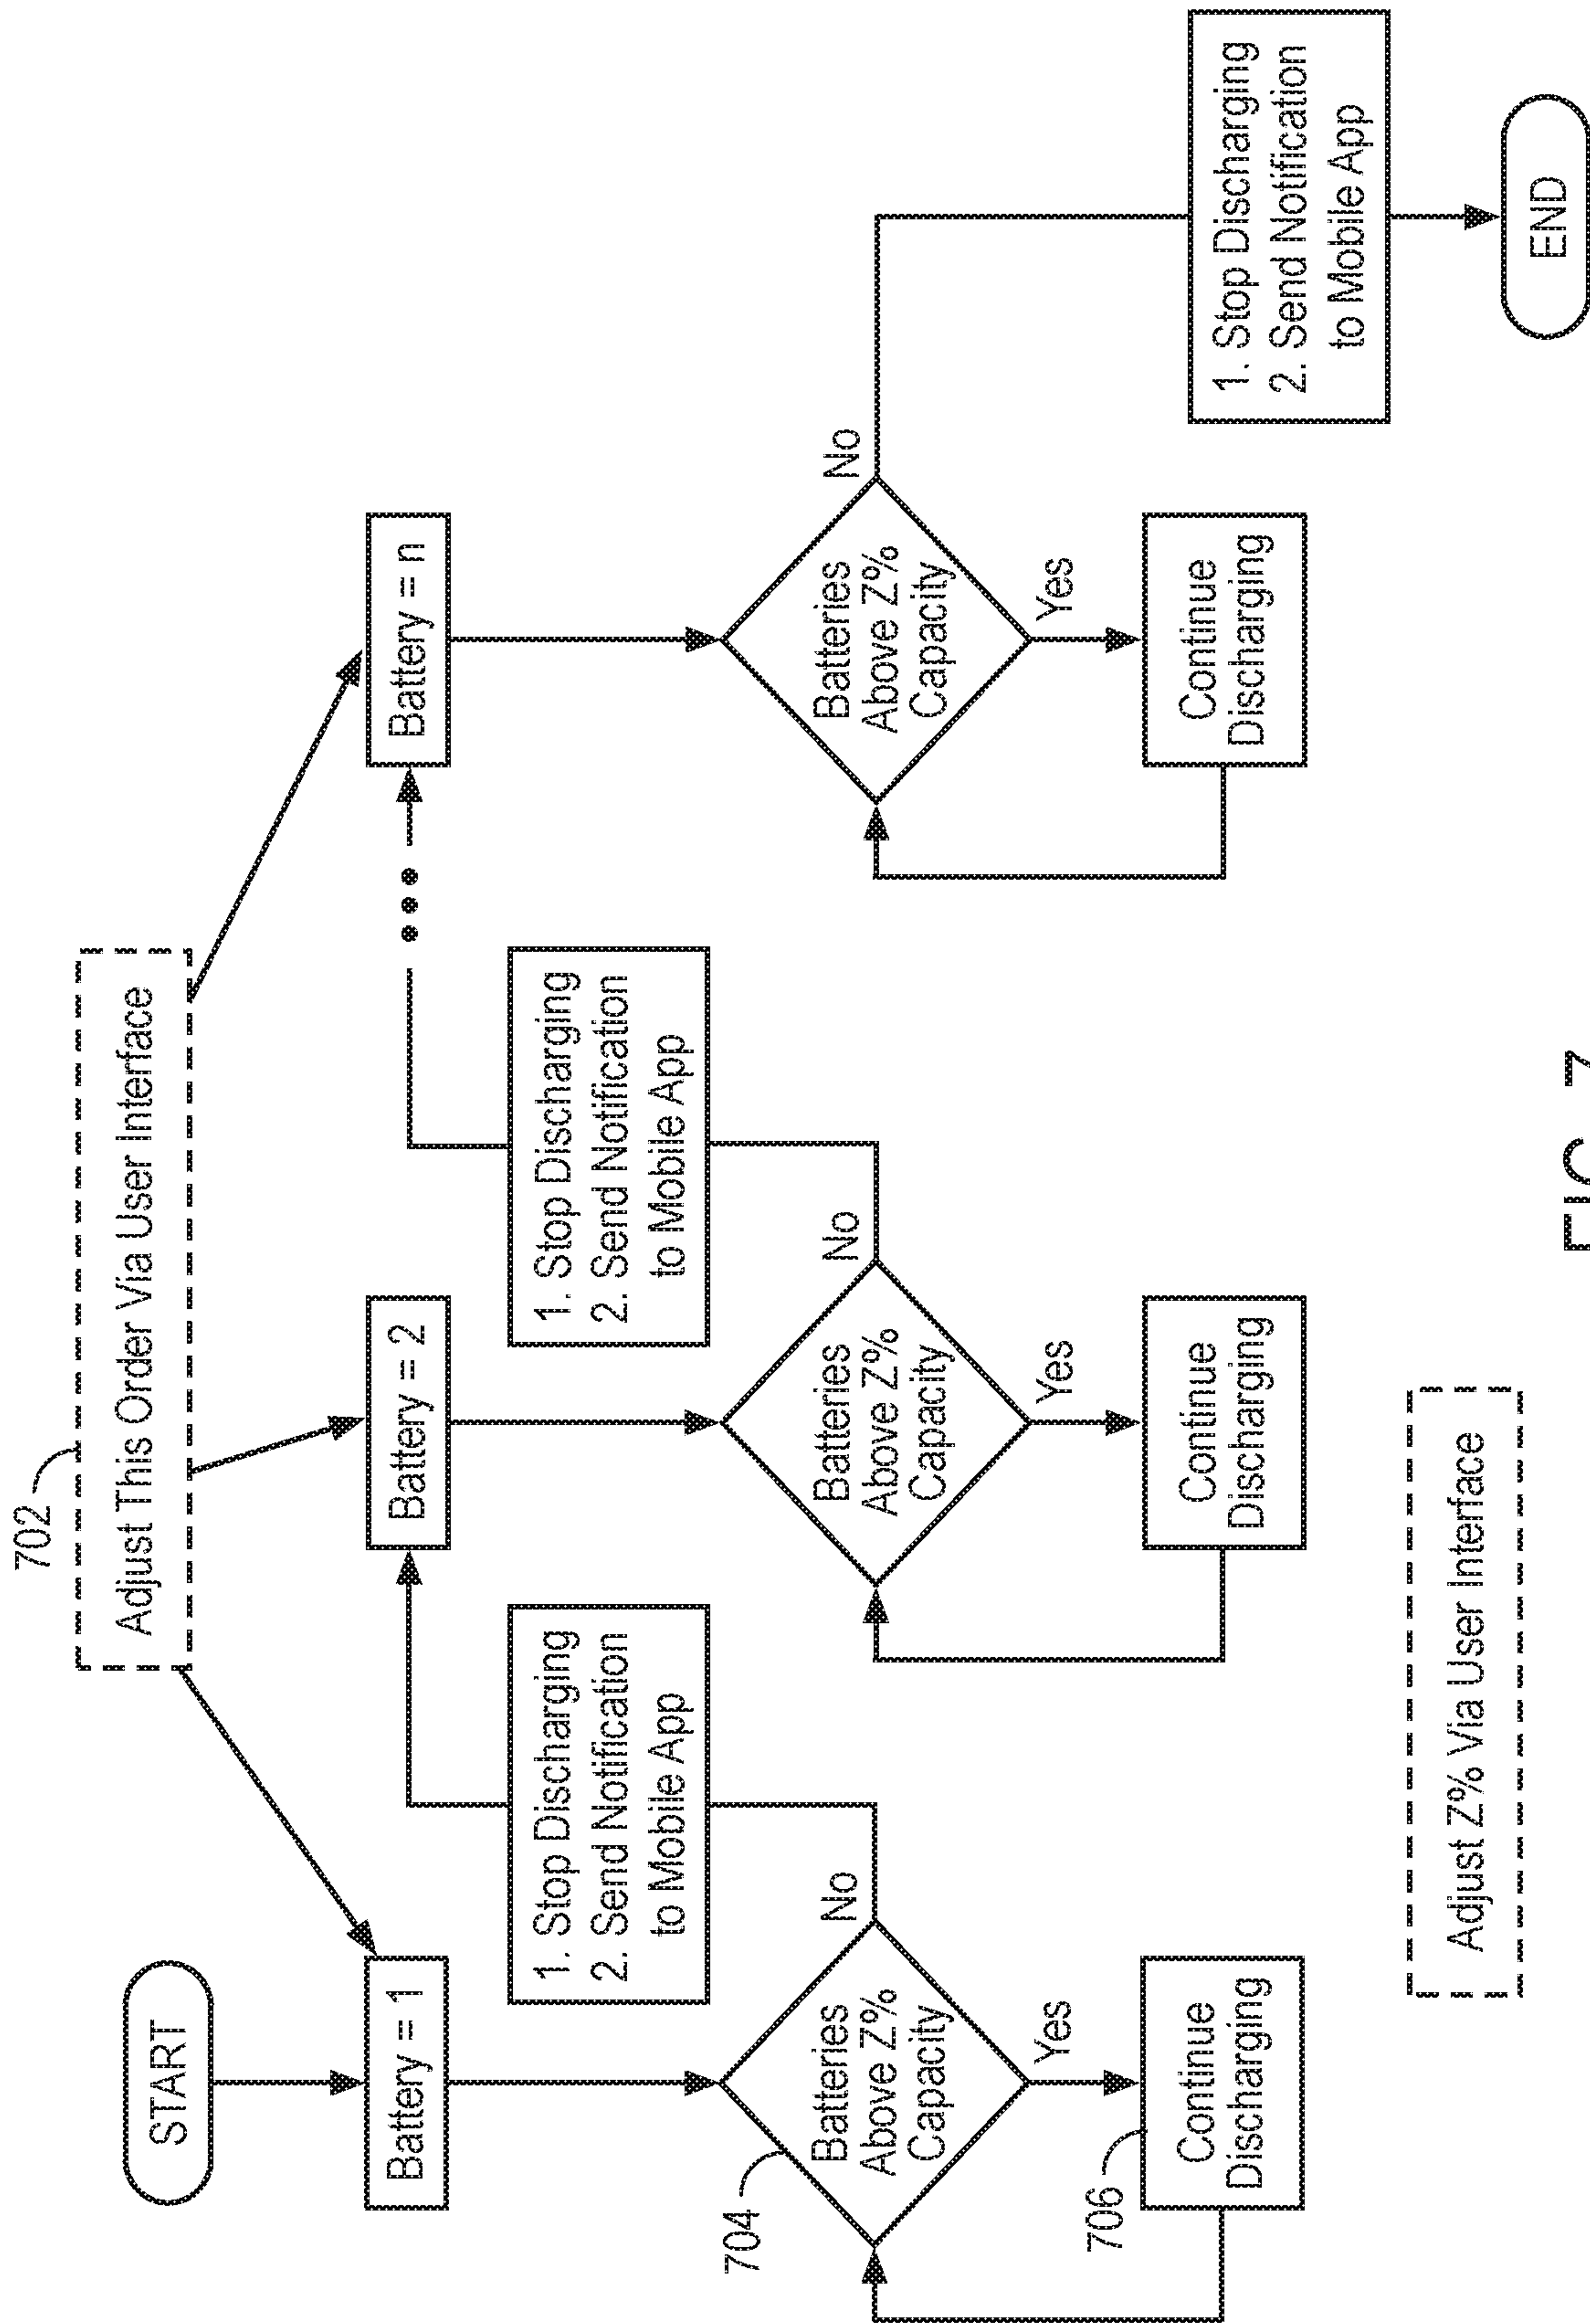 702
Adjust This Order Via User Interface
START
Battery = 1
Battery = 2
Battery = n
1. Stop Discharging
2. Send Notification
to Mobile App
1. Stop Discharging
2. Send Notification
to Mobile App
704
Batteries
Above Z%
Capacity
No
Batteries
Above Z%
Capacity
No
Batteries
Above Z%
Capacity
No
Yes
Yes
Yes
706
Continue
Discharging
Continue
Discharging
Continue
Discharging
1. Stop Discharging
2. Send Notification
to Mobile App
Adjust Z% Via User Interface
END